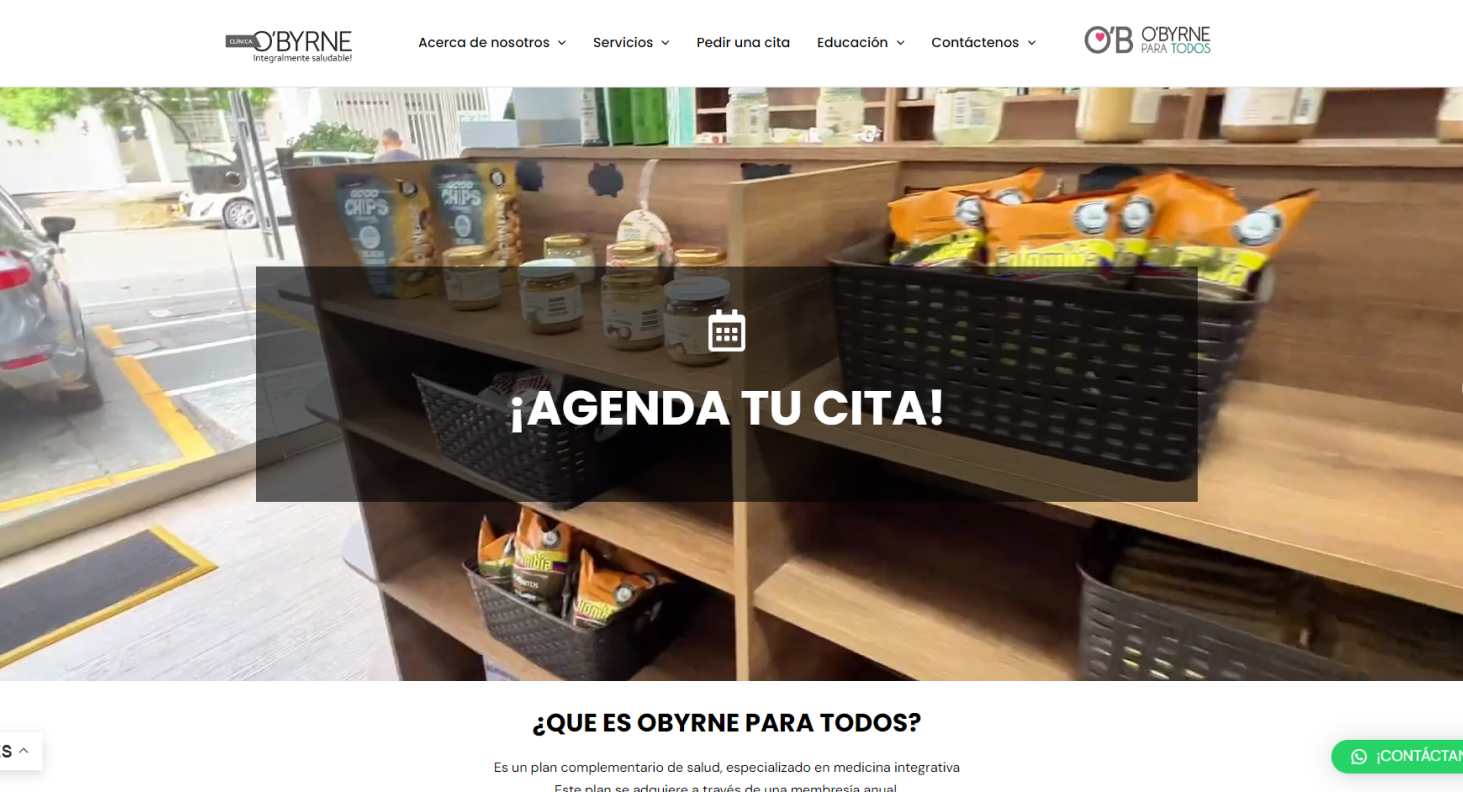 CLÍNICA O'BYRNE
Integralmente saludable!
Acerca de nosotros
Servicios
Pedir una cita
Educación
Contáctenos
O'B O'BYRNE
PARA TODOS
GOOD CHIPS
GOOD CHIPS
¡AGENDA TU CITA!
¿QUE ES OBYRNE PARA TODOS?
Es un plan complementario de salud, especializado en medicina integrativa
Este plan se adquiere a través de una membresía anual
ES
¡CONTÁCTAN